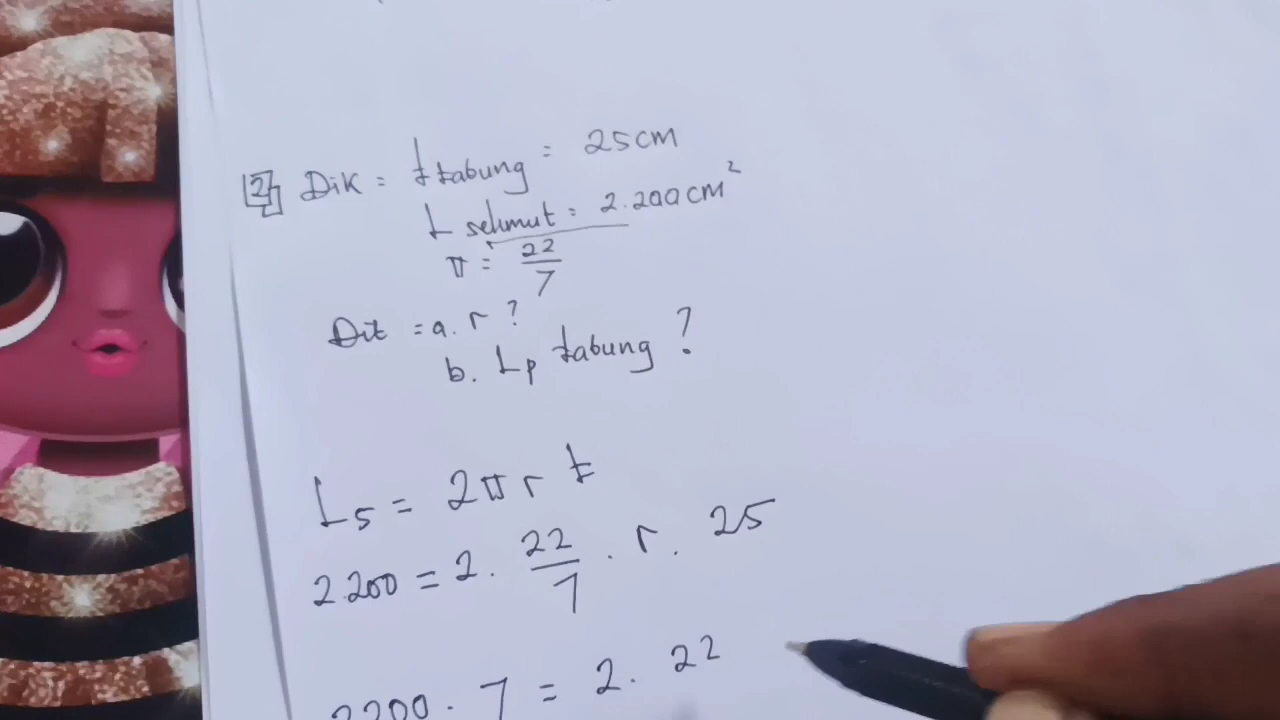 2 Dik = t tabung = 25 cm
L selimut = 2.200 cm²
π = 22/7
Dit = a. r ?
b. Lp tabung ?
Ls = 2πr t
2.200 = 2. 22/7 . r. 25
2200 . 7 = 2. 22